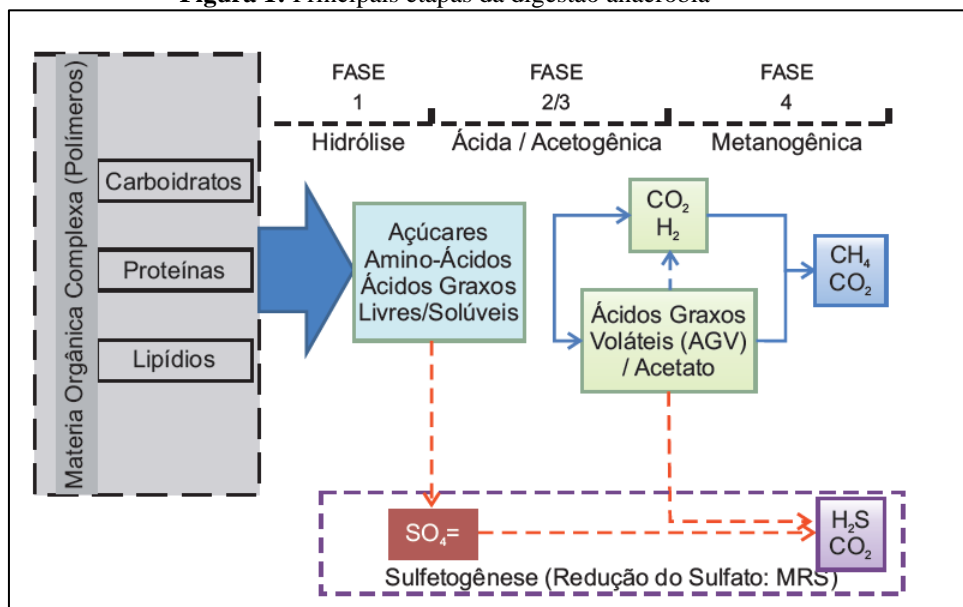 Figura 1. Principais etapas da digestão anaeróbia
Materia Orgânica Complexa (Polímeros)
Carboidratos
Proteínas
Lipídios
FASE
1
Hidrólise
FASE
2/3
Ácida / Acetogênica
FASE
4
Metanogênica
Açúcares
Amino-Ácidos
Ácidos Graxos
Livres/Solúveis
CO2
H2
Ácidos Graxos
Voláteis (AGV)
/ Acetato
CH4
CO2
SO4=
H2S
CO2
Sulfetogênese (Redução do Sulfato: MRS)